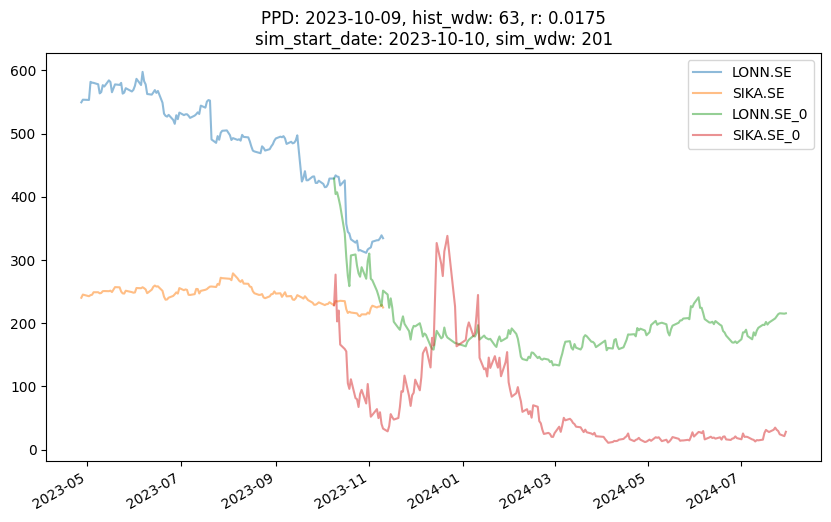 PPD: 2023-10-09, hist_wdw: 63, r: 0.0175
sim_start_date: 2023-10-10, sim_wdw: 201
LONN.SE
SIKA.SE
LONN.SE_0
SIKA.SE_0
600
500
400
300
200
100
0
2023-05
2023-07
2023-09
2023-11
2024-01
2024-03
2024-05
2024-07